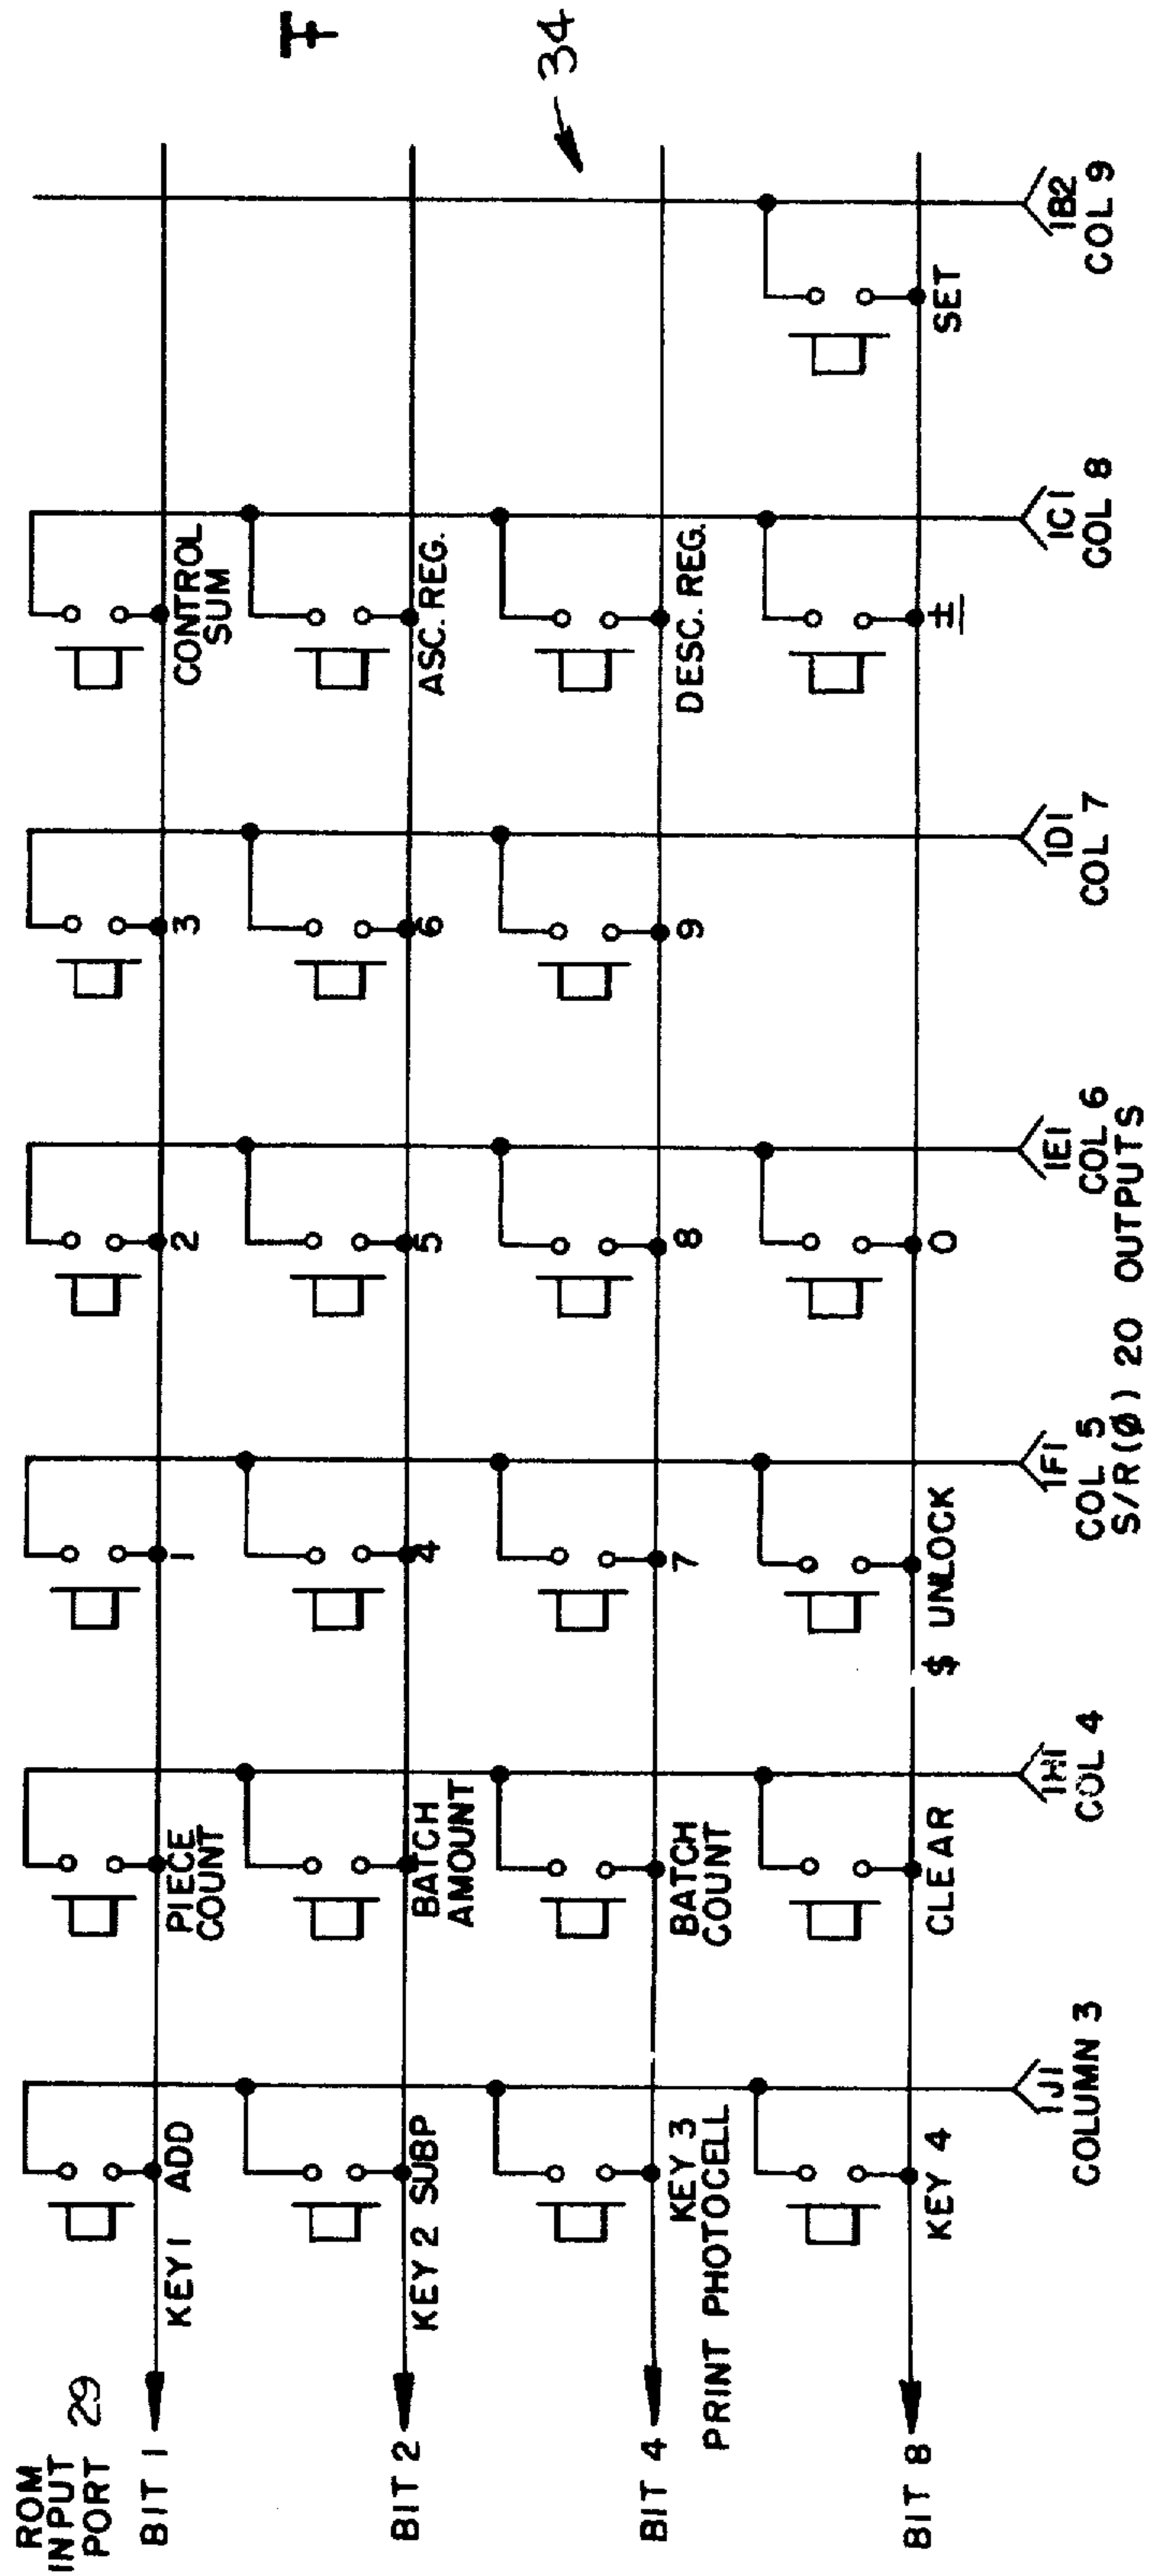 ROM
INPUT
PORT 29
BIT 1
BIT 2
BIT 4
BIT 8
KEY 1 ADD
PIECE
COUNT
1
2
3
CONTROL
SUM
KEY 2 SUBP
BATCH
AMOUNT
4
5
6
ASC. REG.
KEY 3
PRINT PHOTOCELL
BATCH
COUNT
7
8
9
DESC. REG.
KEY 4
CLEAR
$ UNLOCK
0
±
SET
1J1
COLUMN 3
1H1
COL 4
1F1
COL 5
1E1
COL 6
S/R(Ø) 20 OUTPUTS
1D1
COL 7
1C1
COL 8
1B2
COL 9
34